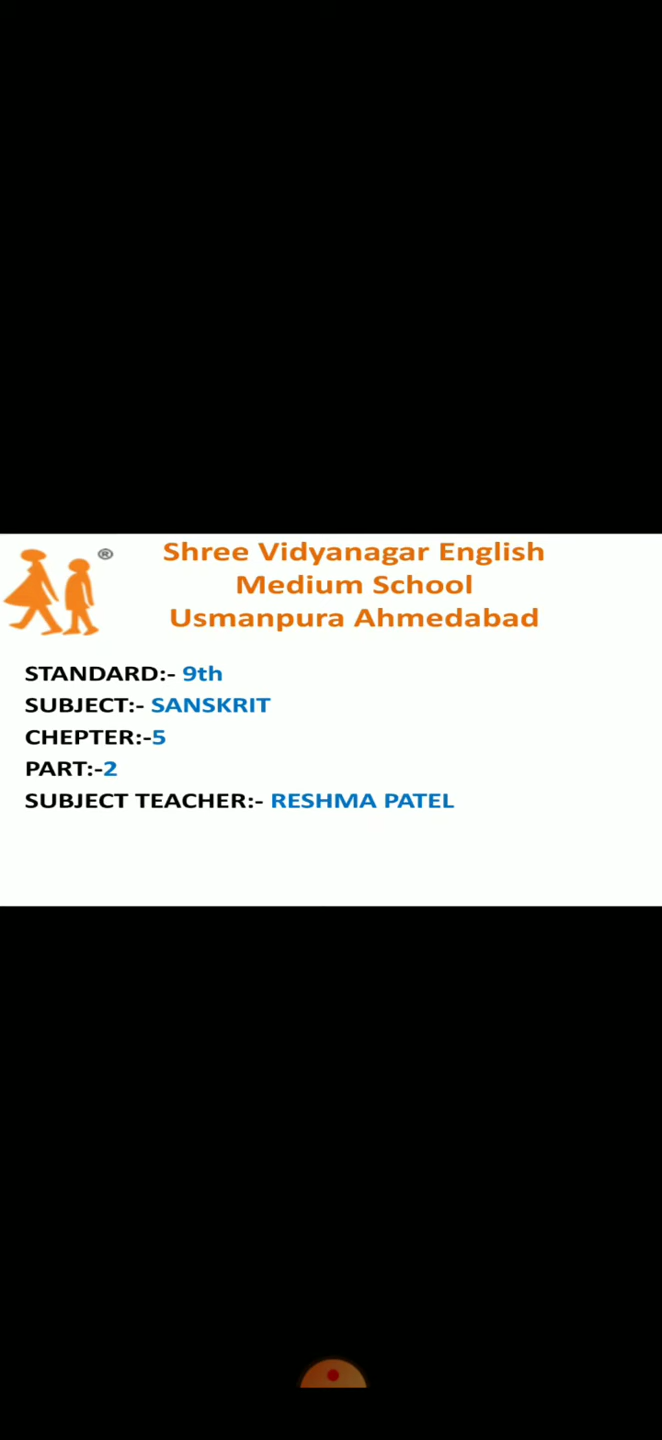 ®
Shree Vidyanagar English
Medium School
Usmanpura Ahmedabad
STANDARD:- 9th
SUBJECT:- SANSKRIT
CHEPTER:-5
PART:-2
SUBJECT TEACHER:- RESHMA PATEL